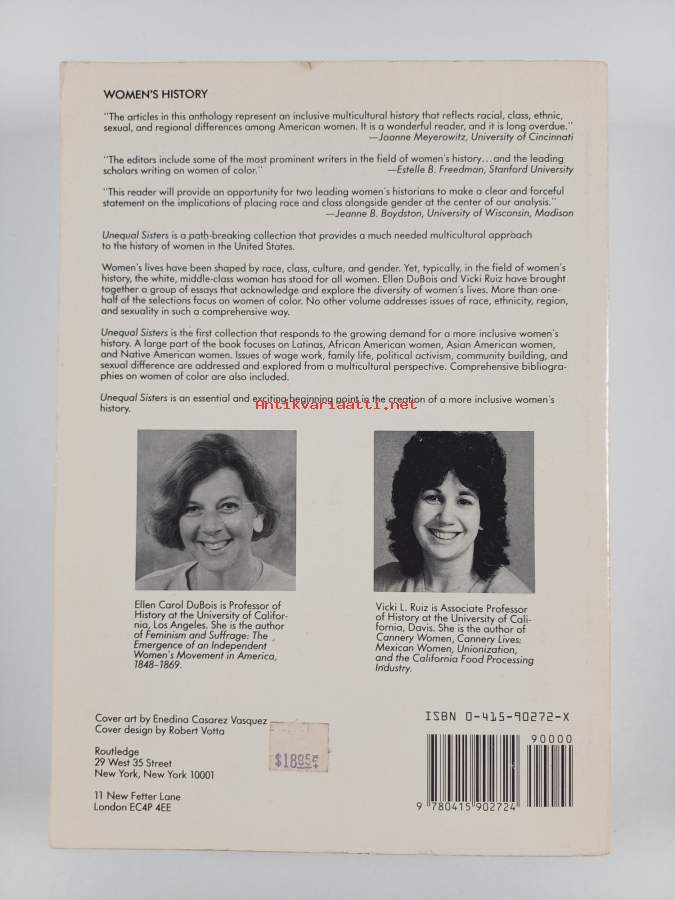 WOMEN'S HISTORY
"The articles in this anthology represent an inclusive multicultural history that reflects racial, class, ethnic,
sexual, and regional differences among American women. It is a wonderful reader, and it is long overdue."
—Joanne Meyerowitz, University of Cincinnati
"The editors include some of the most prominent writers in the field of women's history...and the leading
scholars writing on women of color." —Estelle B. Freedman, Stanford University
"This reader will provide an opportunity for two leading women's historians to make a clear and forceful
statement on the implications of placing race and class alongside gender at the center of our analysis."
—Jeanne B. Boydston, University of Wisconsin, Madison
Unequal Sisters is a path-breaking collection that provides a much needed multicultural approach
to the history of women in the United States.
Women's lives have been shaped by race, class, culture, and gender. Yet, typically, in the field of women's
history, the white, middle-class woman has stood for all women. Ellen DuBois and Vicki Ruiz have brought
together a group of essays that acknowledge and explore the diversity of women's lives. More than one-
half of the selections focus on women of color. No other volume addresses issues of race, ethnicity, region,
and sexuality in such a comprehensive way.
Unequal Sisters is the first collection that responds to the growing demand for a more inclusive women's
history. A large part of the book focuses on Latinas, African American women, Asian American women,
and Native American women. Issues of wage work, family life, political activism, community building, and
sexual difference are addressed and explored from a multicultural perspective. Comprehensive bibliogra-
phies on women of color are also included.
Unequal Sisters is an essential and exciting beginning point in the creation of a more inclusive women's
history.
Antikvariaatti.net
Ellen Carol DuBois is Professor of
History at the University of Califor-
nia, Los Angeles. She is the author
of Feminism and Suffrage: The
Emergence of an Independent
Women's Movement in America,
1848–1869.
Vicki L. Ruiz is Associate Professor
of History at the University of Cali-
fornia, Davis. She is the author of
Cannery Women, Cannery Lives:
Mexican Women, Unionization,
and the California Food Processing
Industry.
Cover art by Enedina Casarez Vasquez
Cover design by Robert Votta
Routledge
29 West 35 Street
New York, New York 10001
11 New Fetter Lane
London EC4P 4EE
$18.95
ISBN 0-415-90272-X
90000
9 780415 902724